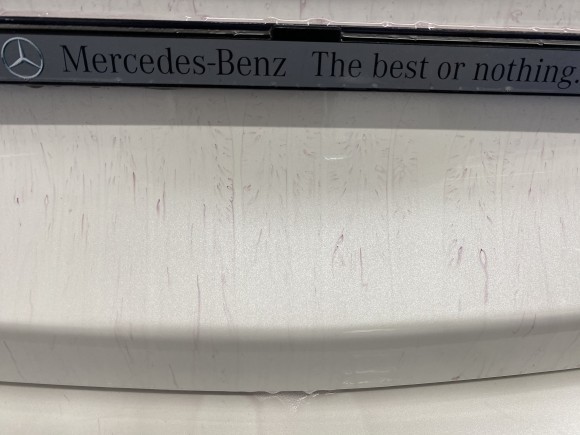 Mercedes-Benz The best or nothing.